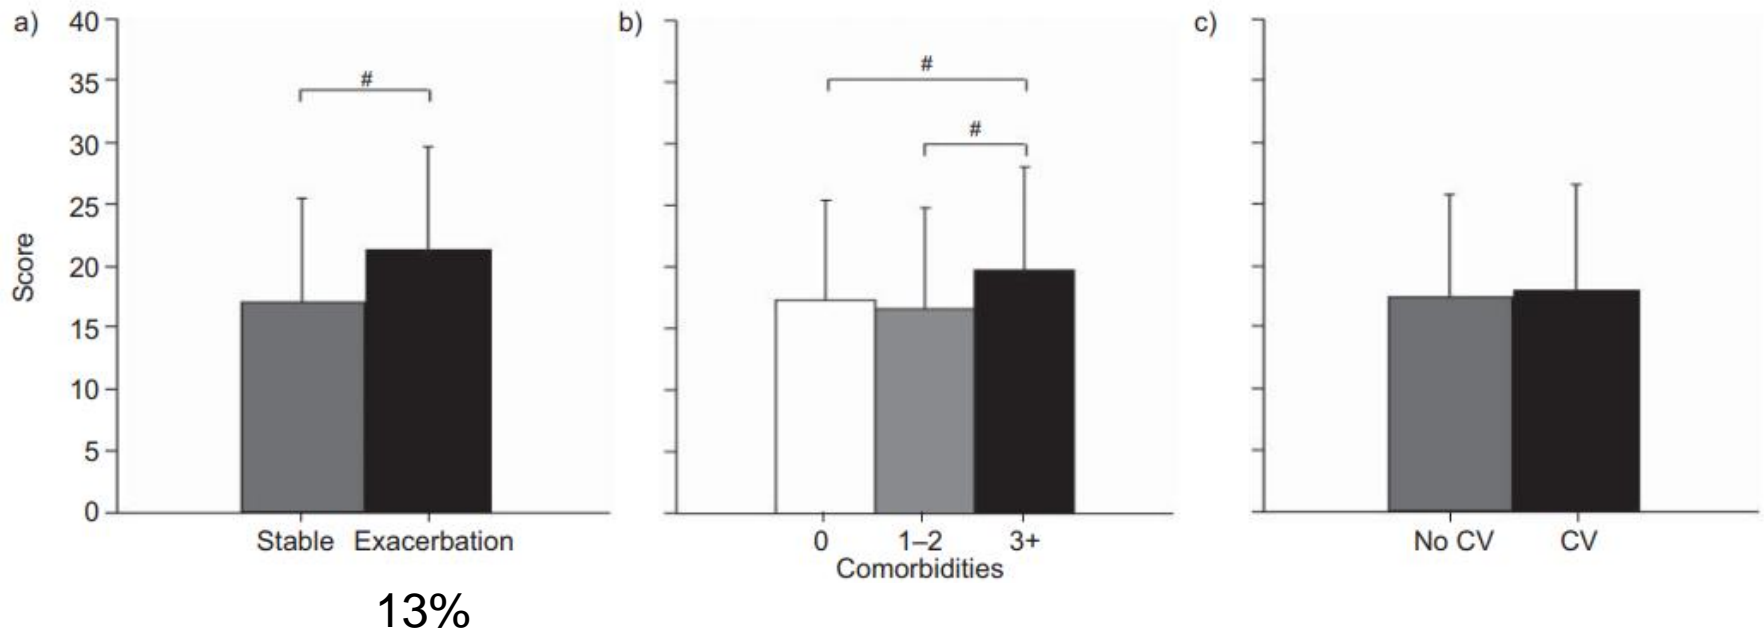 a)
40
35
30
25
20
15
10
5
0
Score
#
Stable Exacerbation
13%
b)
#
#
0 1–2 3+
Comorbidities
c)
No CV CV